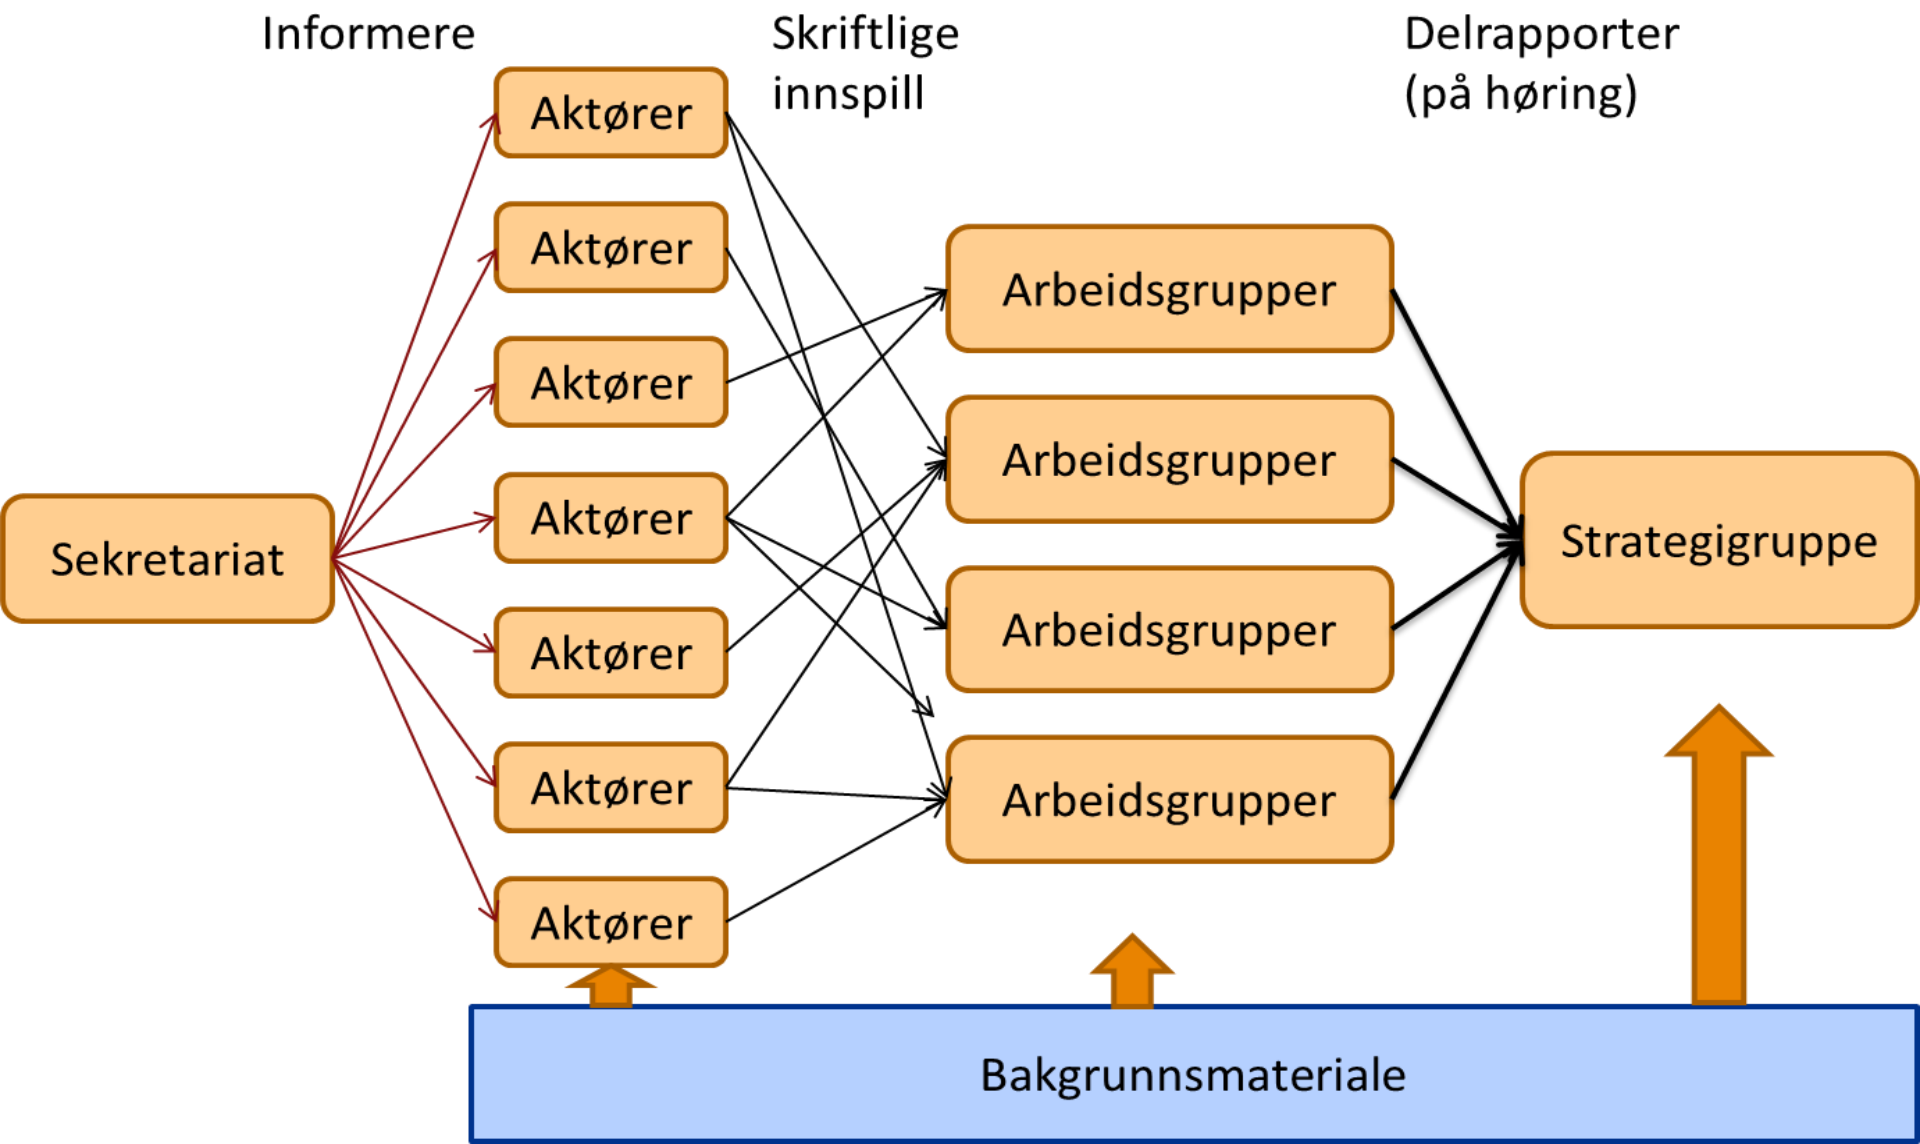 Informere
Skriftlige
innspill
Delrapporter
(på høring)
Aktører
Aktører
Aktører
Aktører
Aktører
Aktører
Aktører
Sekretariat
Arbeidsgrupper
Arbeidsgrupper
Arbeidsgrupper
Arbeidsgrupper
Strategigruppe
Bakgrunnsmateriale